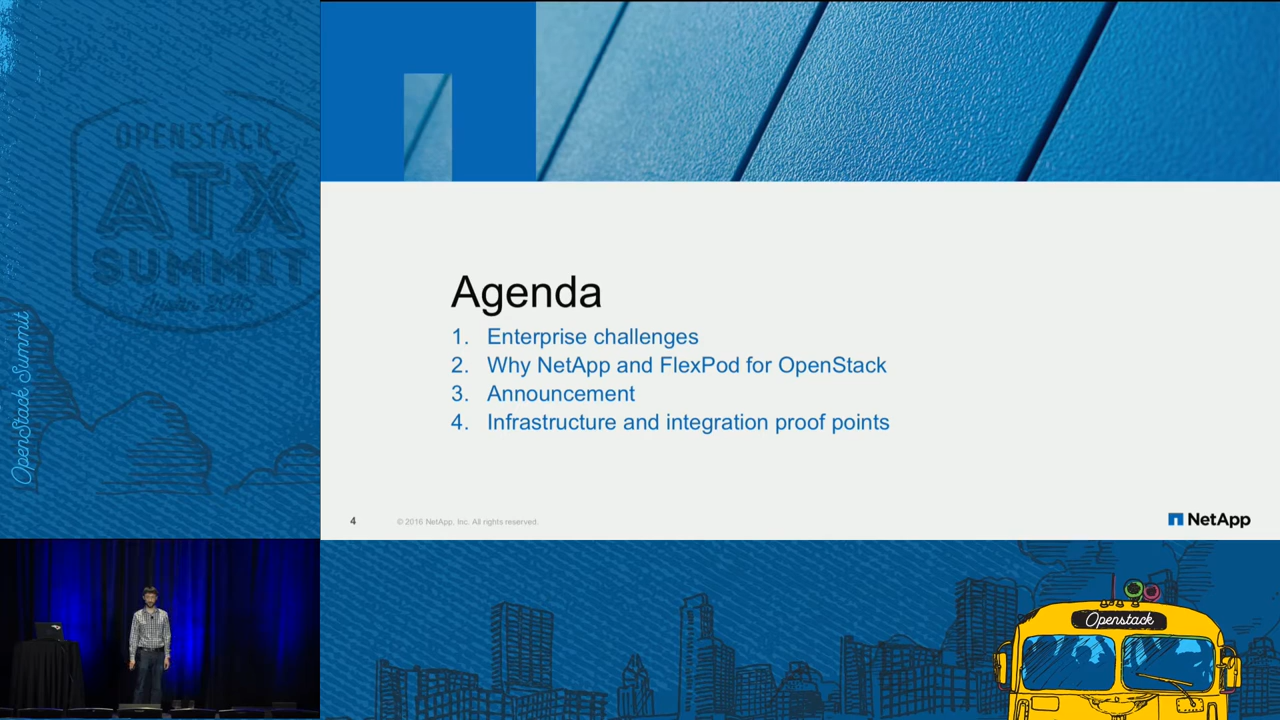 OPENSTACK
ATX
SUMMIT
Austin 2016
OpenStack Summit
Agenda
1. Enterprise challenges
2. Why NetApp and FlexPod for OpenStack
3. Announcement
4. Infrastructure and integration proof points
4
© 2016 NetApp, Inc. All rights reserved.
NetApp
Openstack